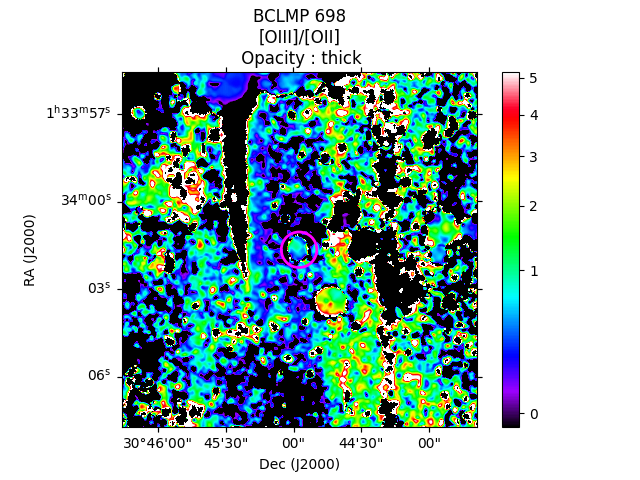 BCLMP 698
[OIII]/[OII]
Opacity : thick
1ʰ33ᵐ57ˢ
34ᵐ00ˢ
03ˢ
06ˢ
RA (J2000)
30°46'00" 45'30" 00" 44'30" 00"
Dec (J2000)
5
4
3
2
1
0